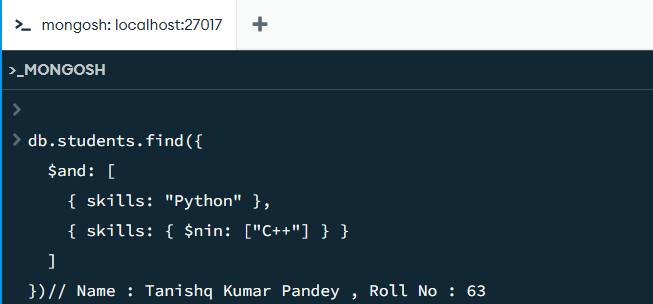 >_ mongosh: localhost:27017 +
>_MONGOSH
>
> db.students.find({
$and: [
{ skills: "Python" },
{ skills: { $nin: ["C++"] } }
]
})// Name : Tanishq Kumar Pandey , Roll No : 63